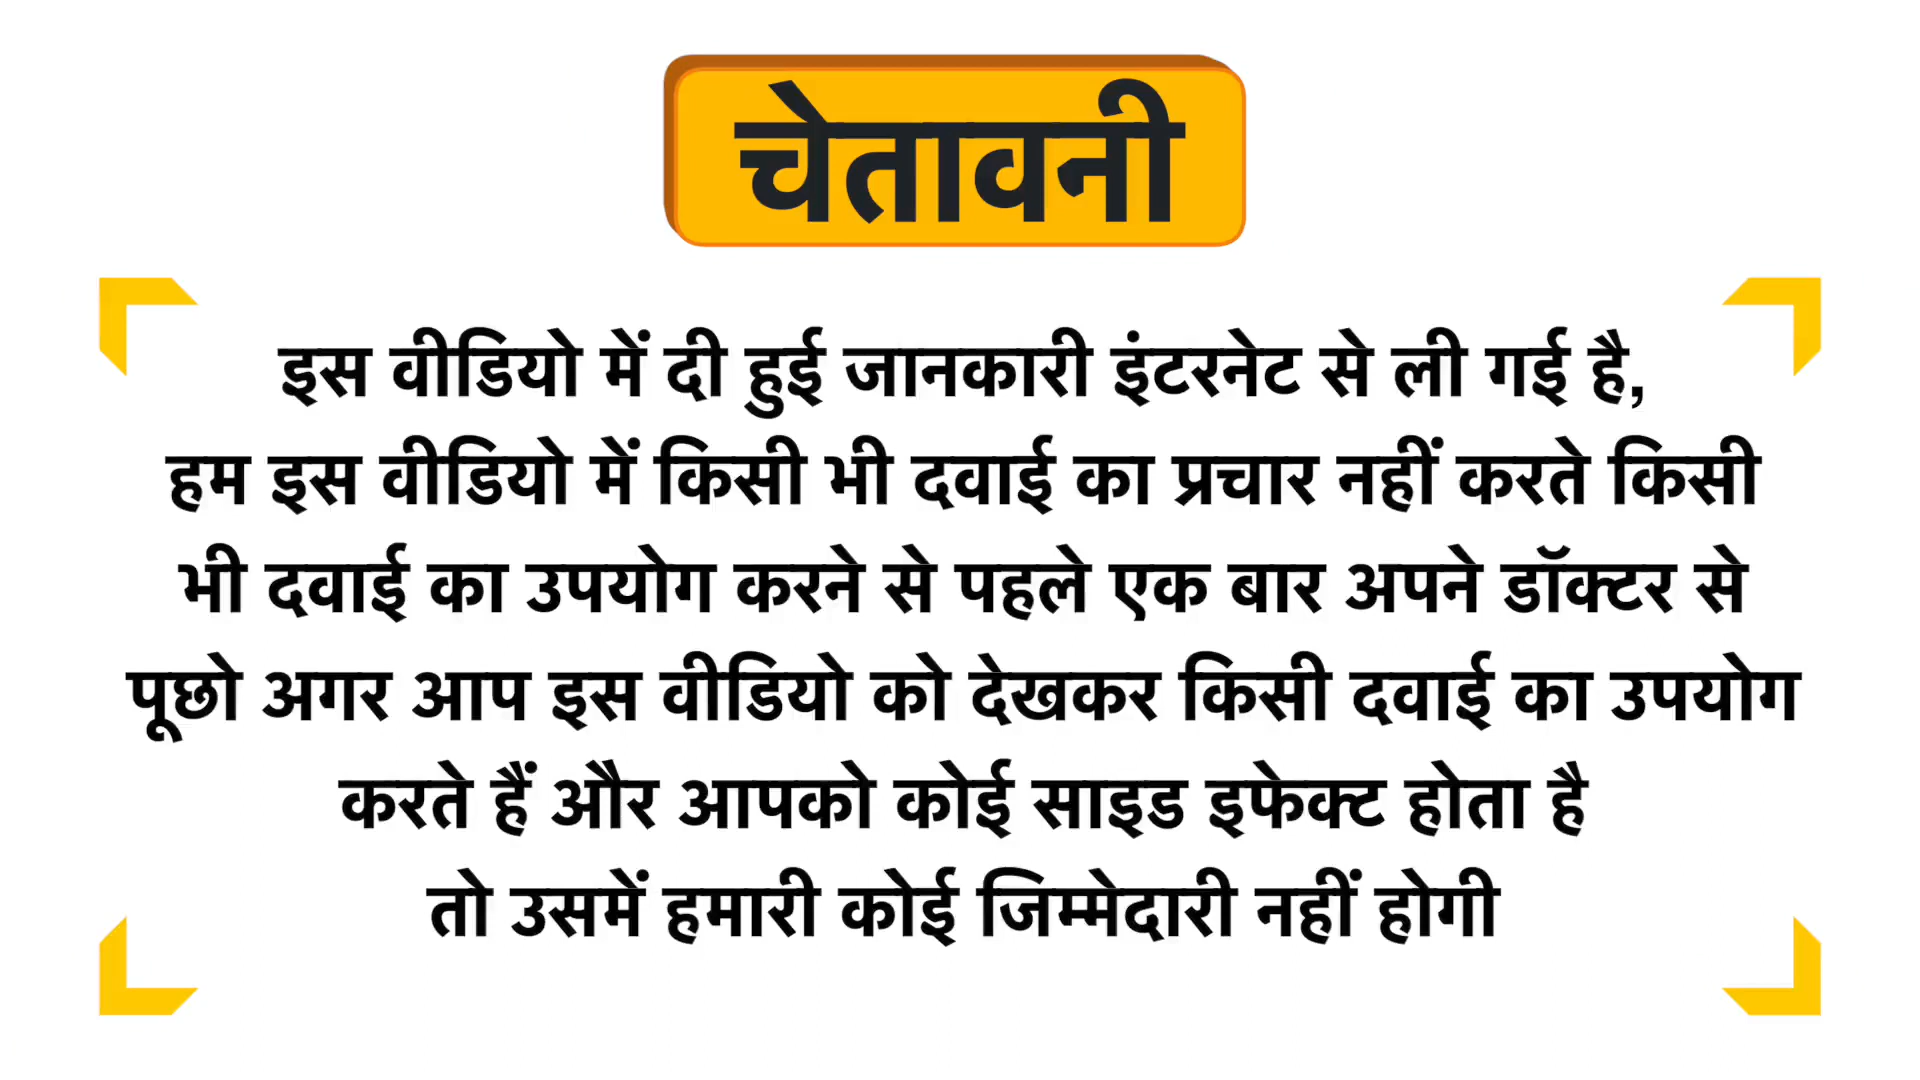 चेतावनी
इस वीडियो में दी हुई जानकारी इंटरनेट से ली गई है,
हम इस वीडियो में किसी भी दवाई का प्रचार नहीं करते किसी
भी दवाई का उपयोग करने से पहले एक बार अपने डॉक्टर से
पूछो अगर आप इस वीडियो को देखकर किसी दवाई का उपयोग
करते हैं और आपको कोई साइड इफेक्ट होता है
तो उसमें हमारी कोई जिम्मेदारी नहीं होगी